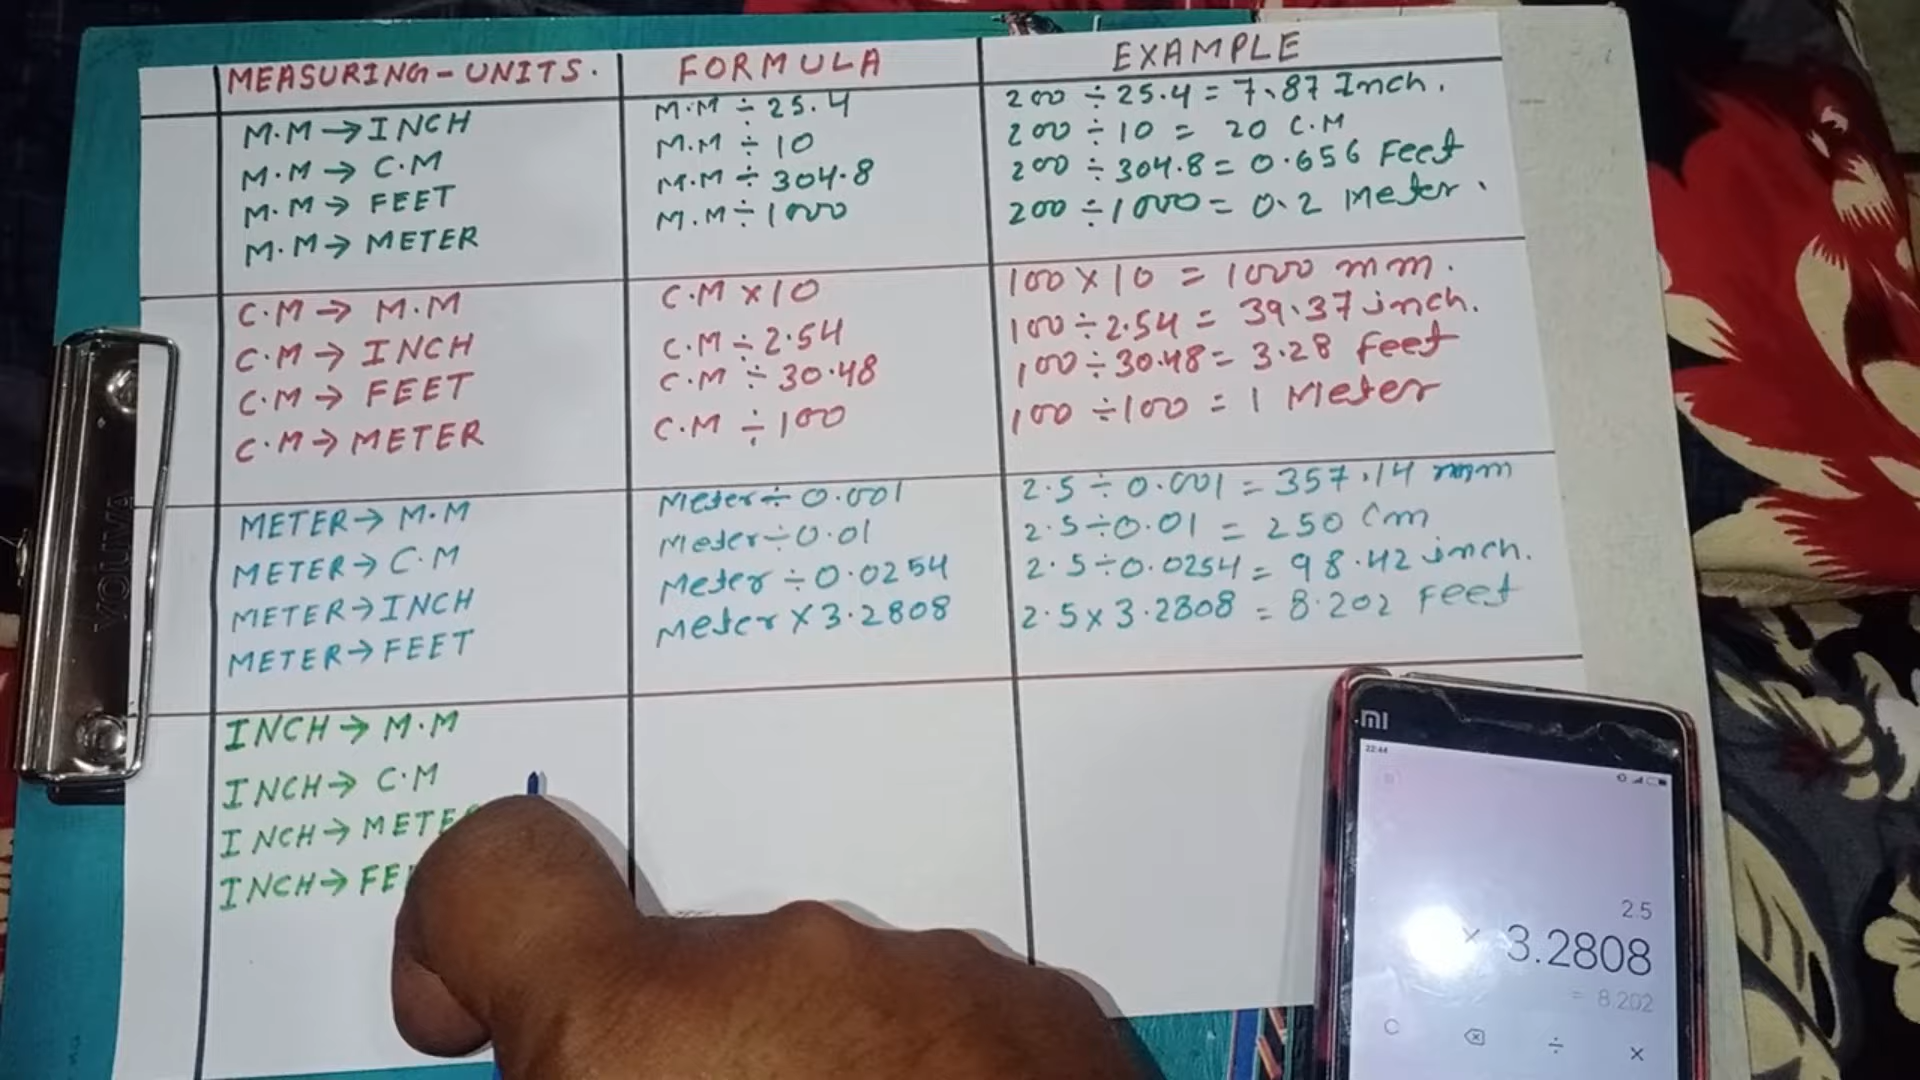 MEASURING-UNITS. FORMULA EXAMPLE
M.M → INCH M.M ÷ 25.4 200 ÷ 25.4 = 7.87 Inch.
M.M → C.M M.M ÷ 10 200 ÷ 10 = 20 C.M
M.M → FEET M.M ÷ 304.8 200 ÷ 304.8 = 0.656 Feet
M.M → METER M.M ÷ 1000 200 ÷ 1000 = 0.2 Meter.
C.M → M.M C.M × 10 100 × 10 = 1000 mm.
C.M → INCH C.M ÷ 2.54 100 ÷ 2.54 = 39.37 inch.
C.M → FEET C.M ÷ 30.48 100 ÷ 30.48 = 3.28 Feet
C.M → METER C.M ÷ 100 100 ÷ 100 = 1 Meter
METER → M.M Meter ÷ 0.001 2.5 ÷ 0.001 = 357.14 mm
METER → C.M Meter ÷ 0.01 2.5 ÷ 0.01 = 250 Cm
METER → INCH Meter ÷ 0.0254 2.5 ÷ 0.0254 = 98.42 inch.
METER → FEET Meter × 3.2808 2.5 × 3.2808 = 8.202 Feet
INCH → M.M
INCH → C.M
INCH → METE
INCH → FE
YOUVA
mi
22:44
2.5
× 3.2808
= 8.202
C ÷ ×